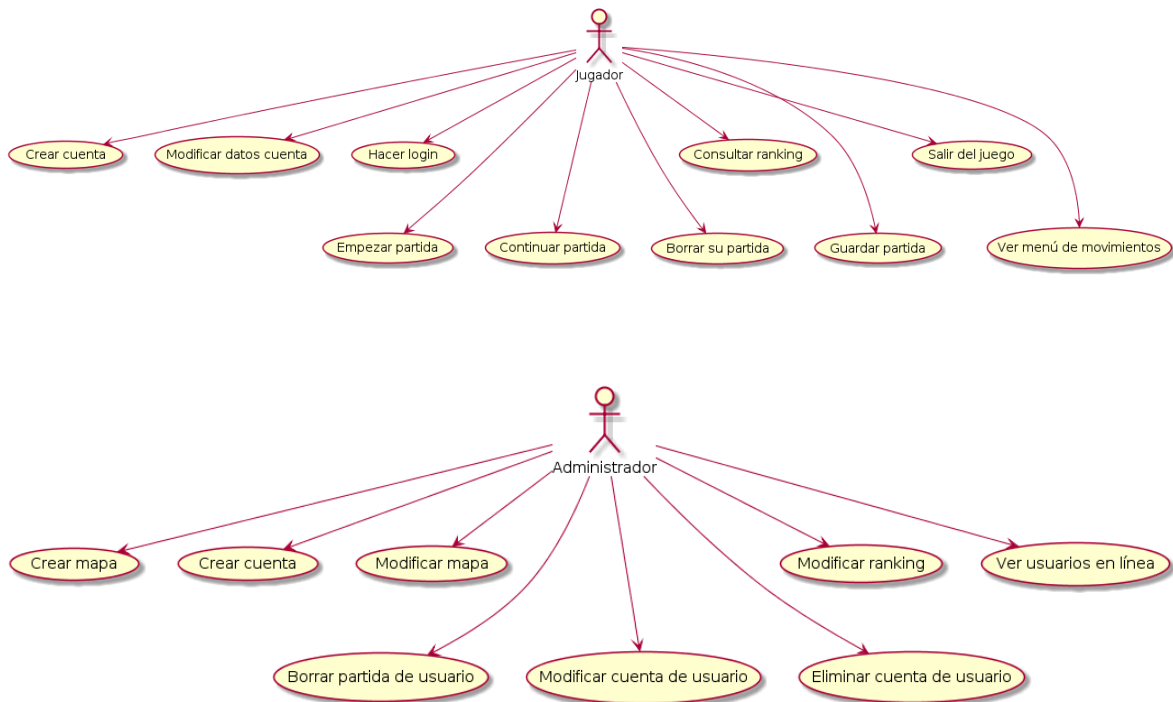 Jugador
Crear cuenta
Modificar datos cuenta
Hacer login
Consultar ranking
Salir del juego
Empezar partida
Continuar partida
Borrar su partida
Guardar partida
Ver menú de movimientos
Administrador
Crear mapa
Crear cuenta
Modificar mapa
Modificar ranking
Ver usuarios en línea
Borrar partida de usuario
Modificar cuenta de usuario
Eliminar cuenta de usuario